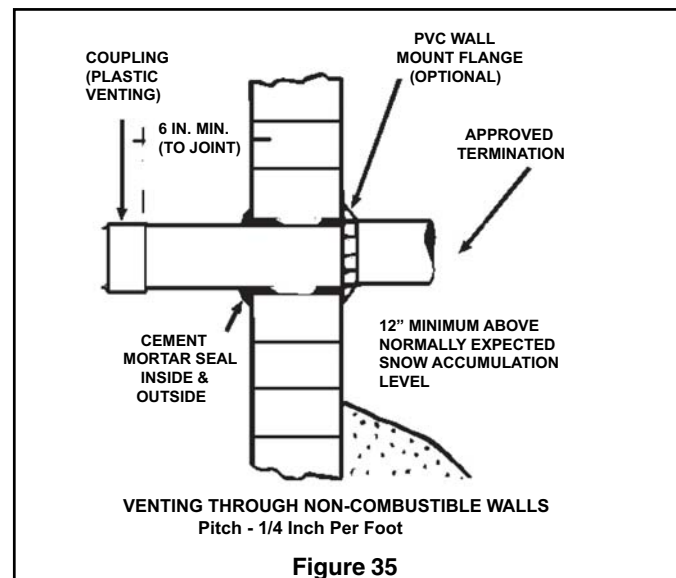 COUPLING
(PLASTIC
VENTING)
6 IN. MIN.
(TO JOINT)
PVC WALL
MOUNT FLANGE
(OPTIONAL)
APPROVED
TERMINATION
CEMENT
MORTAR SEAL
INSIDE &
OUTSIDE
12” MINIMUM ABOVE
NORMALLY EXPECTED
SNOW ACCUMULATION
LEVEL
VENTING THROUGH NON-COMBUSTIBLE WALLS
Pitch - 1/4 Inch Per Foot
Figure 35